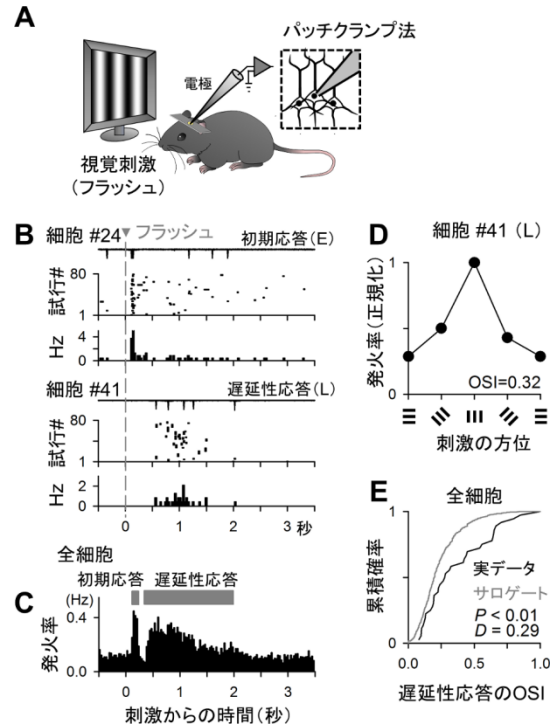 A
パッチクランプ法
電極
視覚刺激
(フラッシュ)
B
細胞 #24
フラッシュ
初期応答(E)
試行#
80
1
Hz
4
2
0
細胞 #41
遅延性応答(L)
試行#
80
1
Hz
2
1
0
0 1 2 3 秒
全細胞
初期応答 遅延性応答
C
(Hz)
発火率
0.4
0.0
0 1 2 3
刺激からの時間(秒)
D
細胞 #41 (L)
発火率(正規化)
1
0
OSI=0.32
刺激の方位
E
全細胞
累積確率
1
0
実データ
サロゲート
P < 0.01
D = 0.29
0.0 0.5 1.0
遅延性応答のOSI